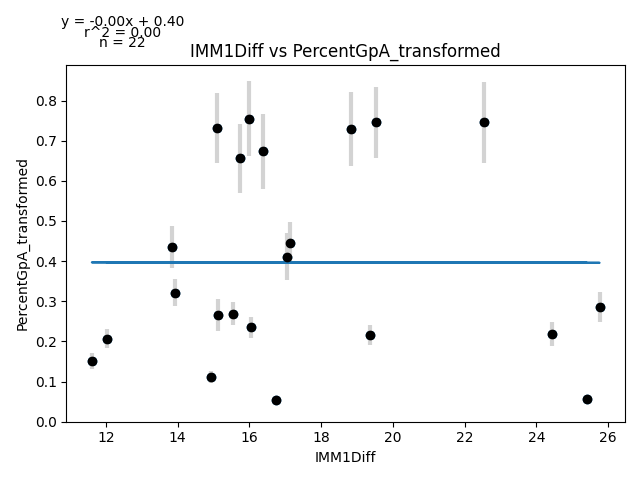 y = -0.00x + 0.40
r^2 = 0.00
n = 22
IMM1Diff vs PercentGpA_transformed
PercentGpA_transformed
0.8
0.7
0.6
0.5
0.4
0.3
0.2
0.1
0.0
12 14 16 18 20 22 24 26
IMM1Diff